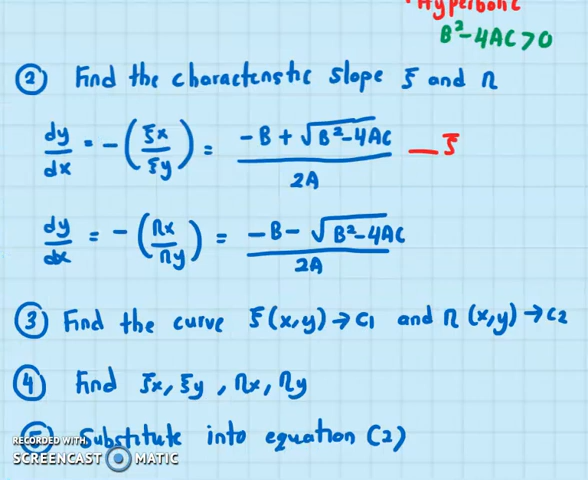 Hyperbolic
B²-4AC>0
② Find the characteristic slope ξ and η
dy/dx = -(ξx/ξy) = (-B+√(B²-4AC))/2A — ξ
dy/dx = -(ηx/ηy) = (-B-√(B²-4AC))/2A
③ Find the curve ξ(x,y)→C1 and η(x,y)→C2
④ Find ξx, ξy, ηx, ηy
⑤ Substitute into equation (2)
RECORDED WITH
SCREENCAST MATIC